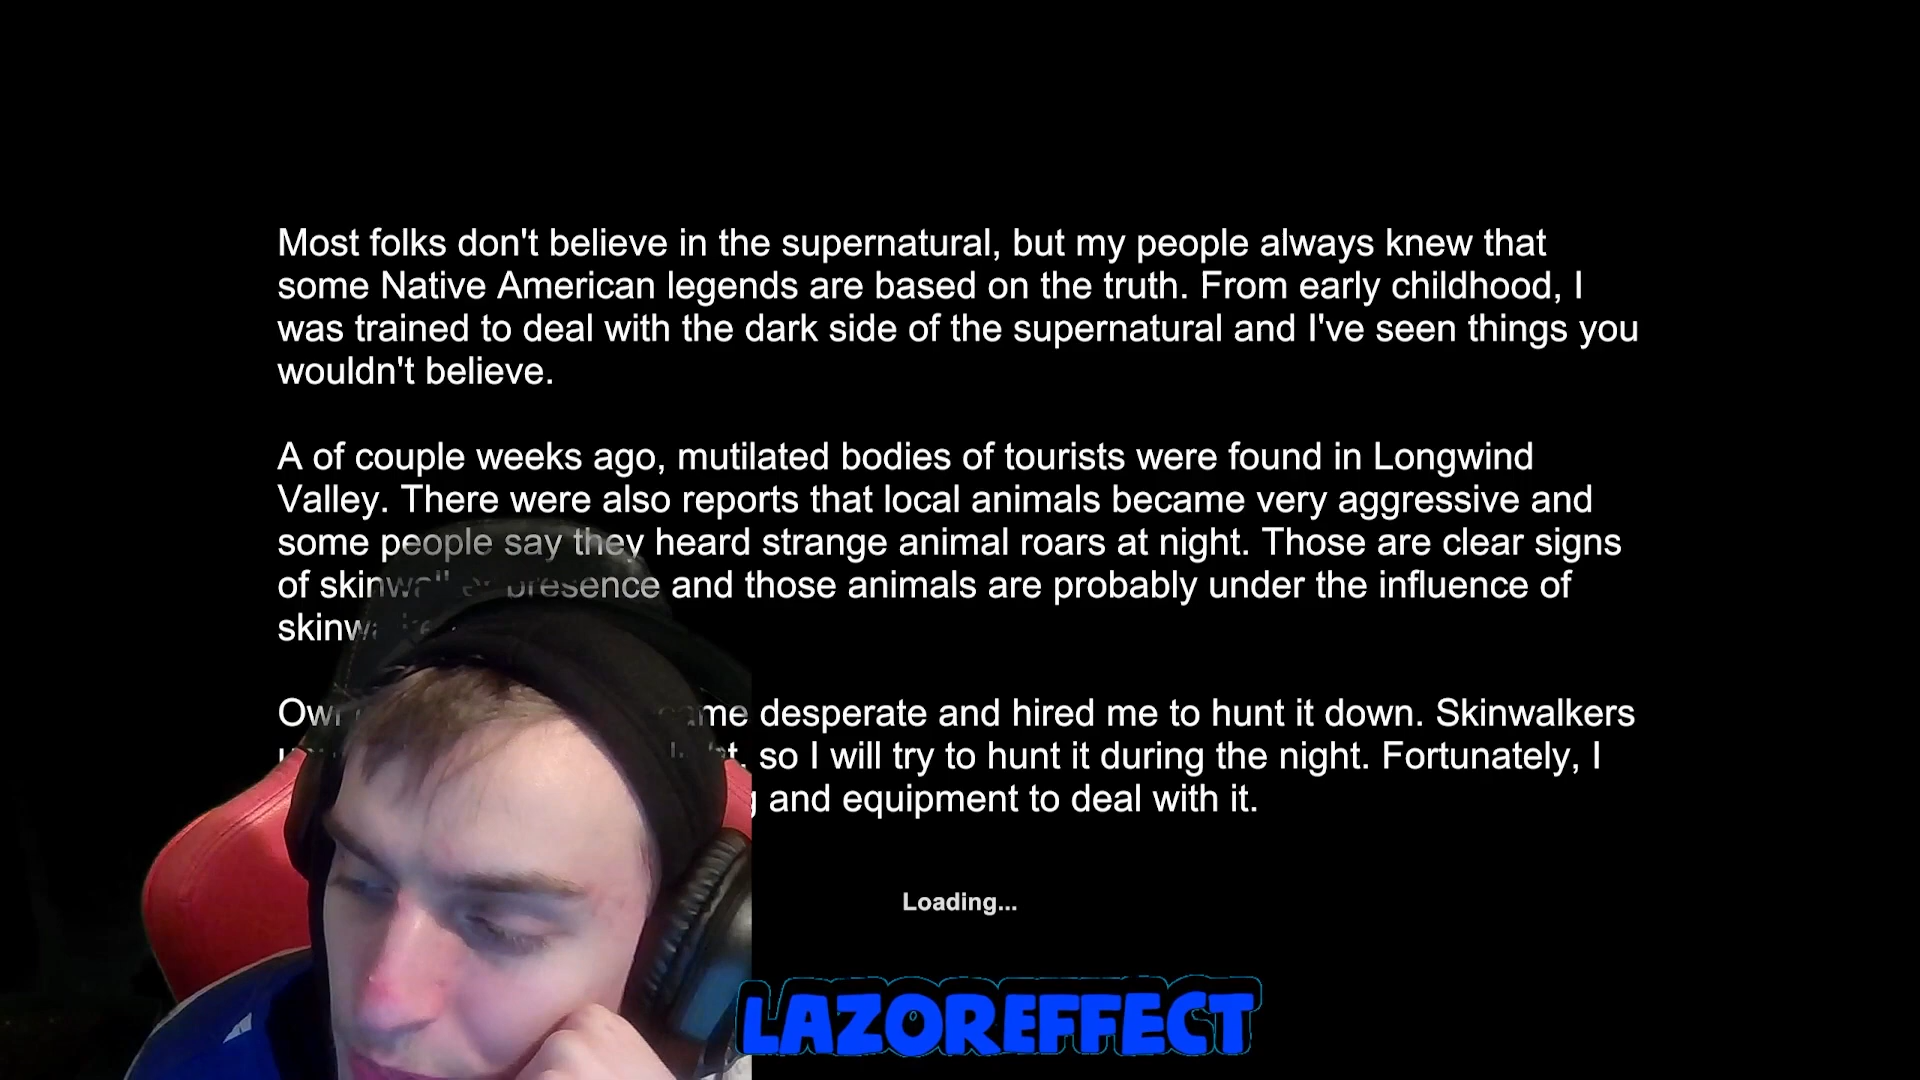 Most folks don't believe in the supernatural, but my people always knew that
some Native American legends are based on the truth. From early childhood, I
was trained to deal with the dark side of the supernatural and I've seen things you
wouldn't believe.
A of couple weeks ago, mutilated bodies of tourists were found in Longwind
Valley. There were also reports that local animals became very aggressive and
some people say they heard strange animal roars at night. Those are clear signs
of skinwalker presence and those animals are probably under the influence of
desperate and hired me to hunt it down. Skinwalkers
so I will try to hunt it during the night. Fortunately, I
and equipment to deal with it.
Loading...
LAZOREFFECT